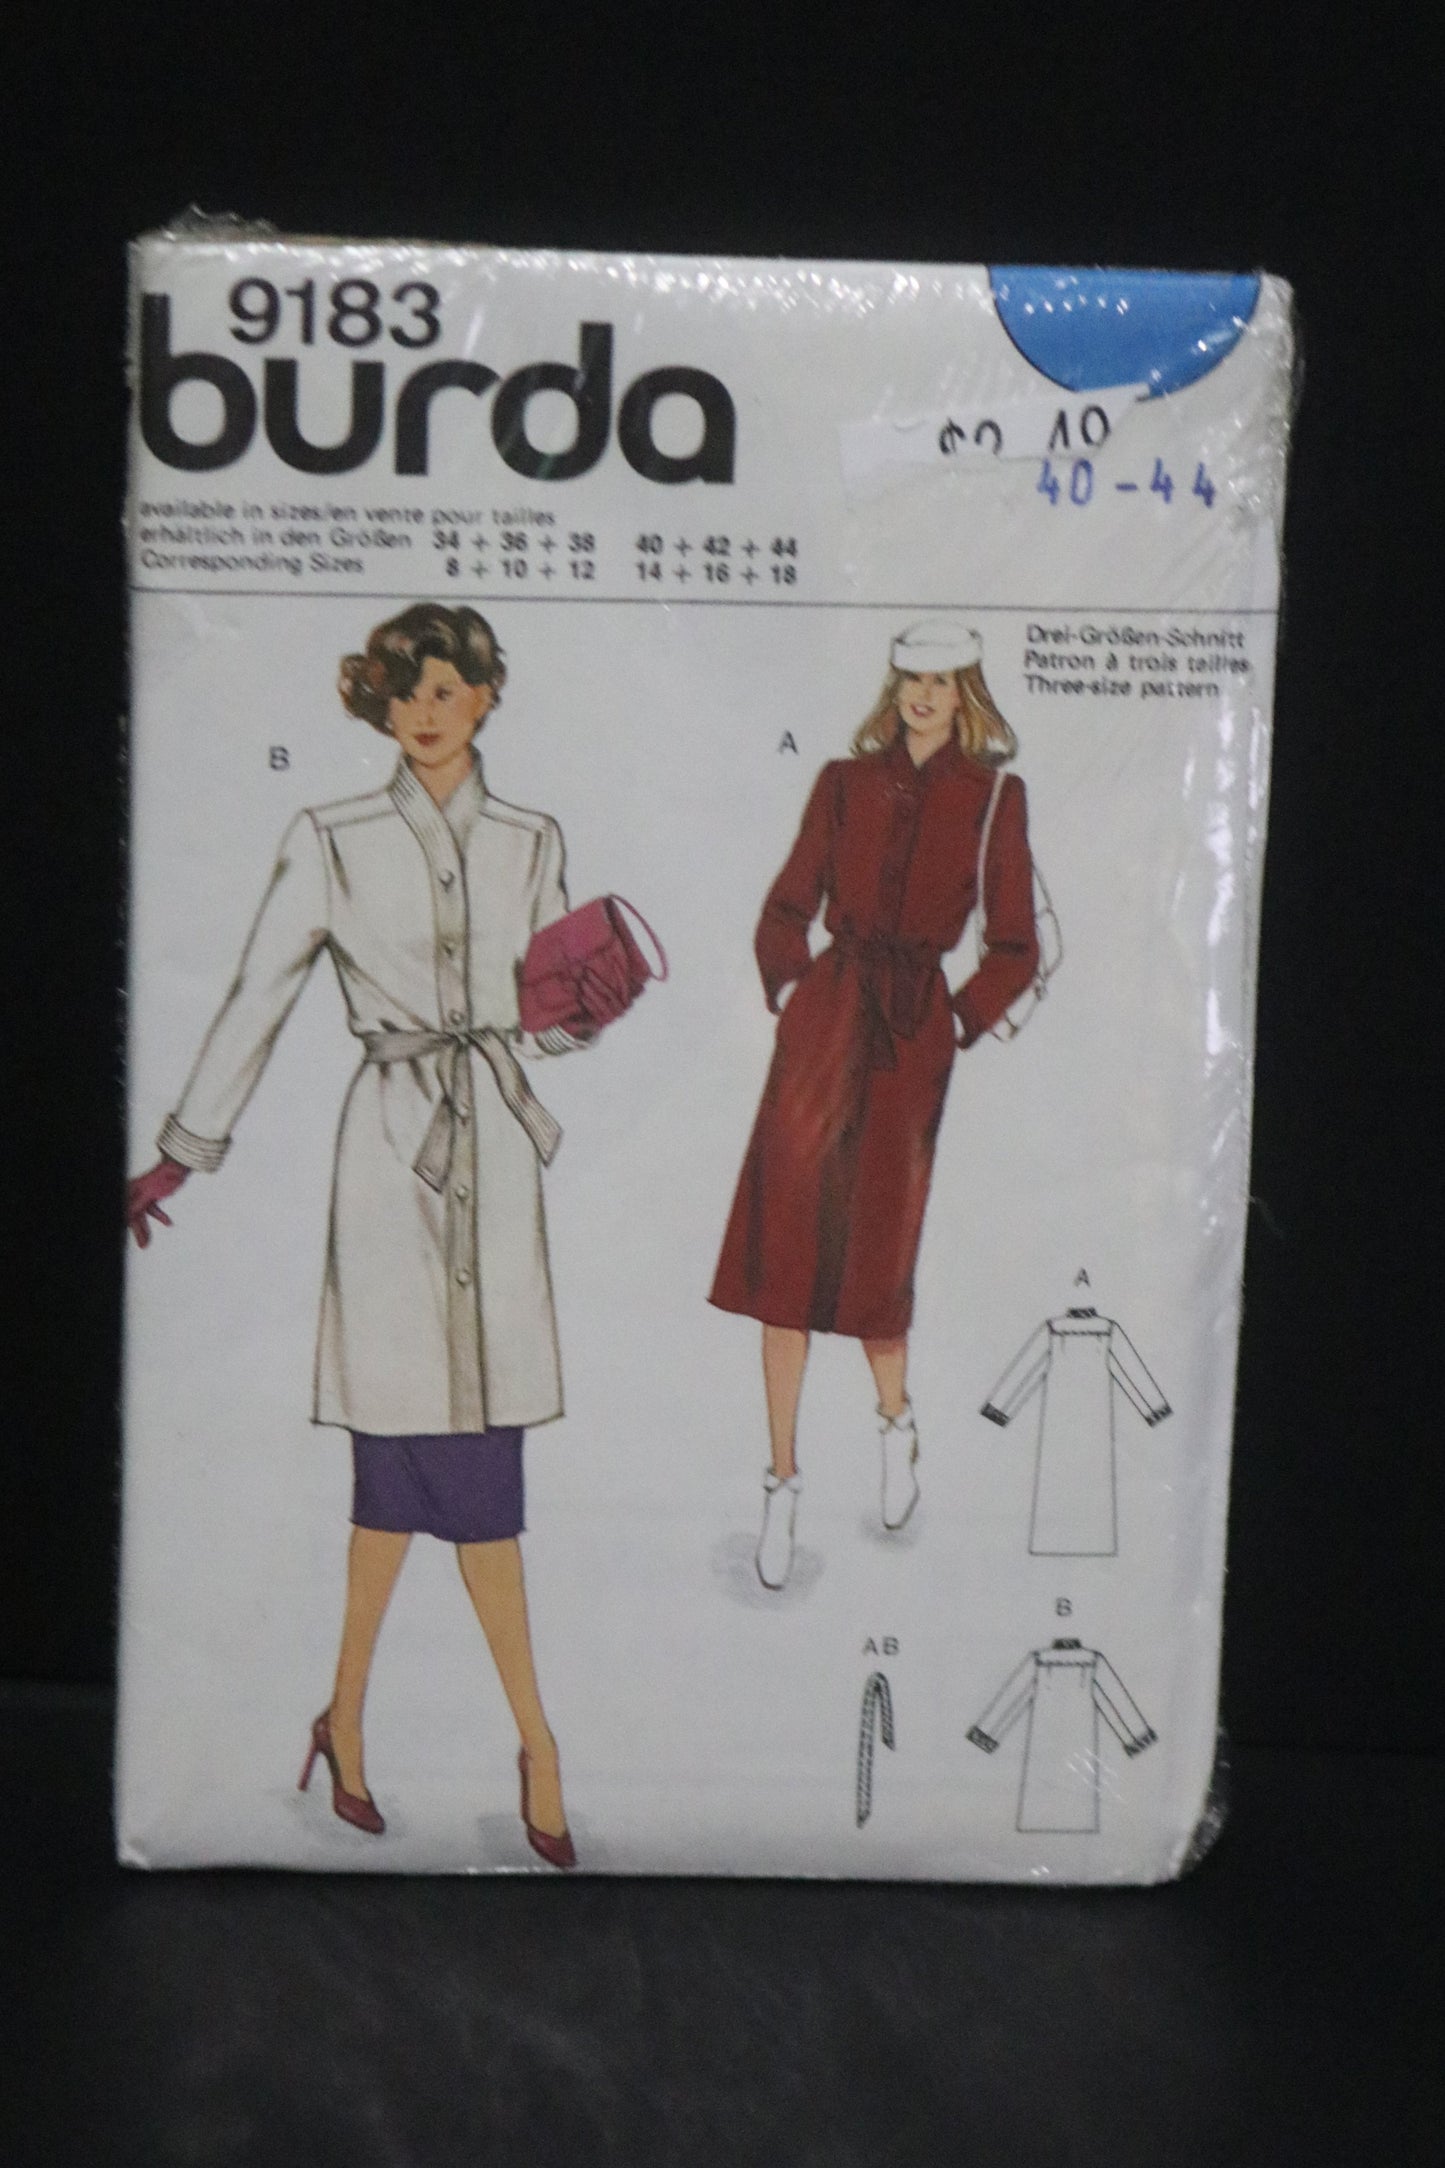 9183
burda
40-44
available in sizes/en vente pour tailles
erhältlich in den Größen 34 + 36 + 38 40 + 42 + 44
Corresponding Sizes 8 + 10 + 12 14 + 16 + 18
Drei-Größen-Schnitt
Patron à trois tailles
Three-size pattern
B
A
A
B
AB